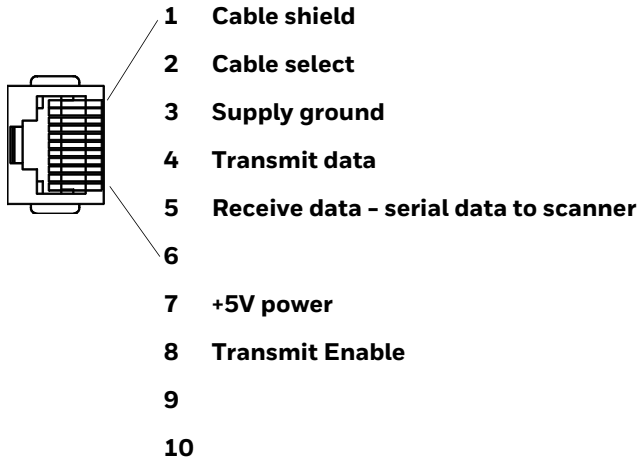 1 Cable shield
2 Cable select
3 Supply ground
4 Transmit data
5 Receive data – serial data to scanner
6
7 +5V power
8 Transmit Enable
9
10